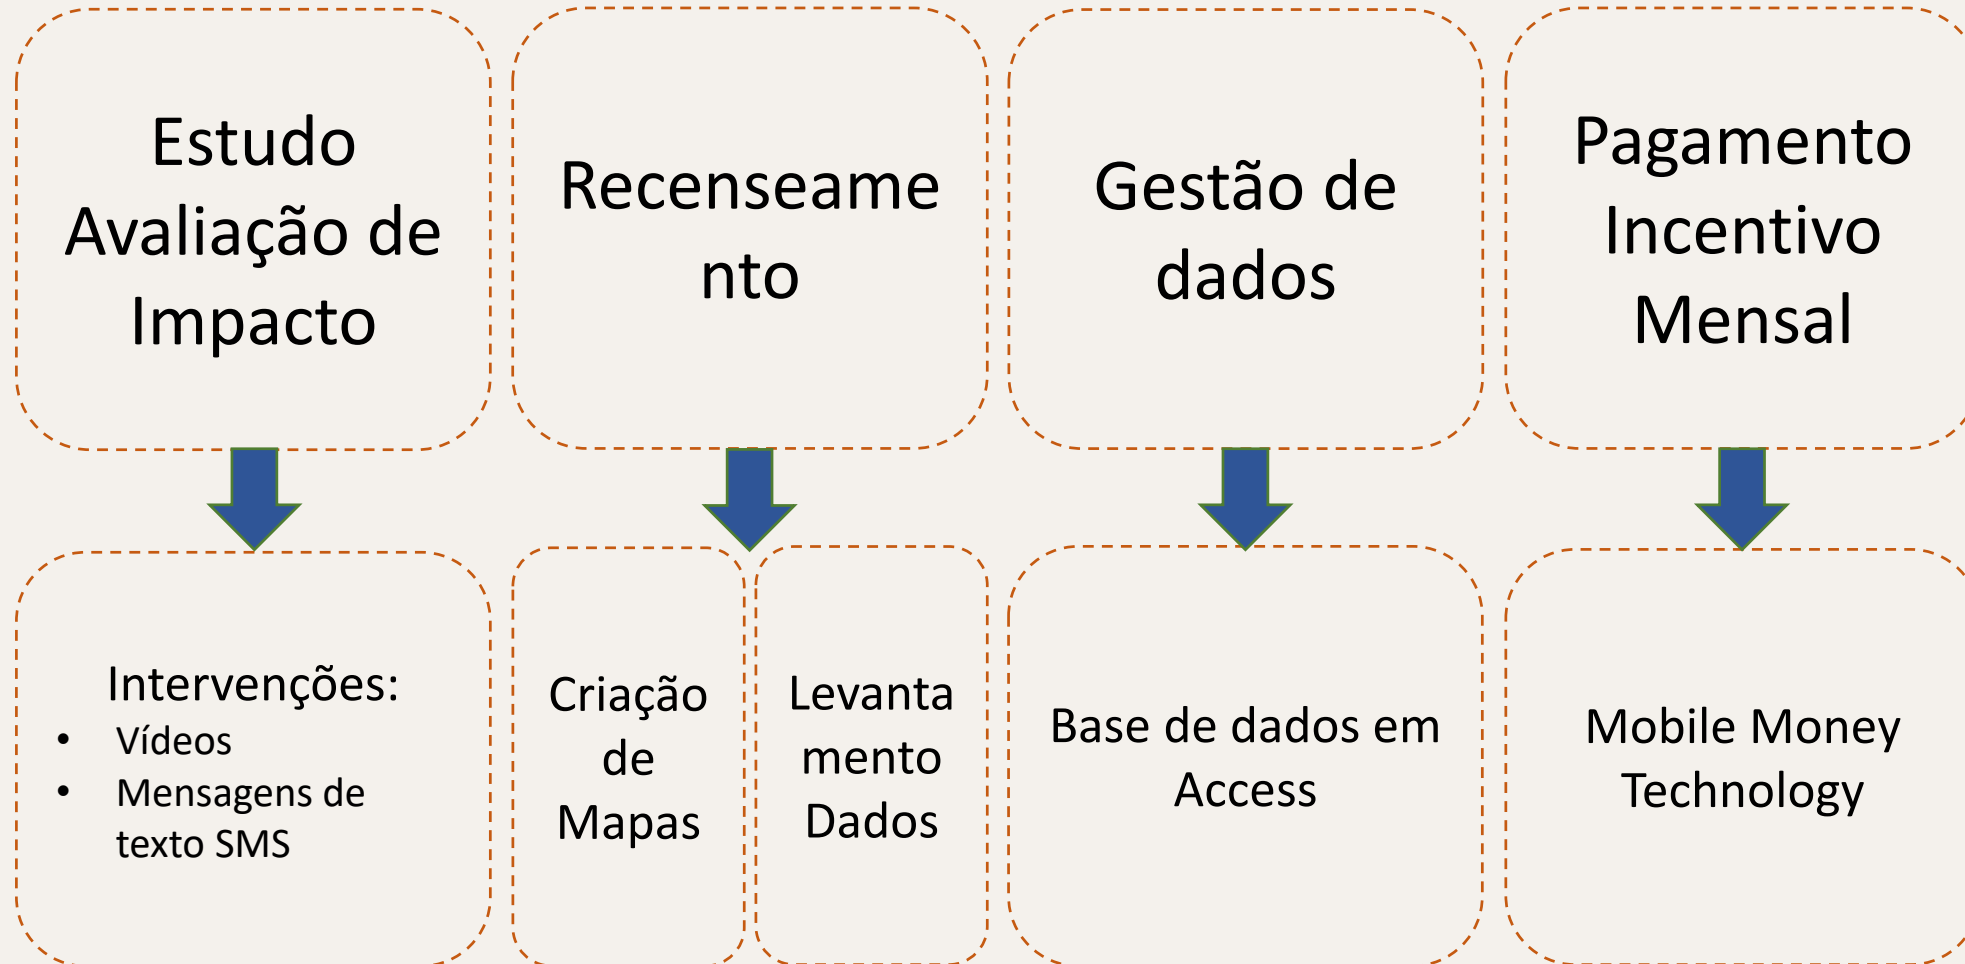 Estudo
Avaliação de
Impacto
Recenseame
nto
Gestão de
dados
Pagamento
Incentivo
Mensal
Intervenções:
• Vídeos
• Mensagens de
texto SMS
Criação
de
Mapas
Levanta
mento
Dados
Base de dados em
Access
Mobile Money
Technology